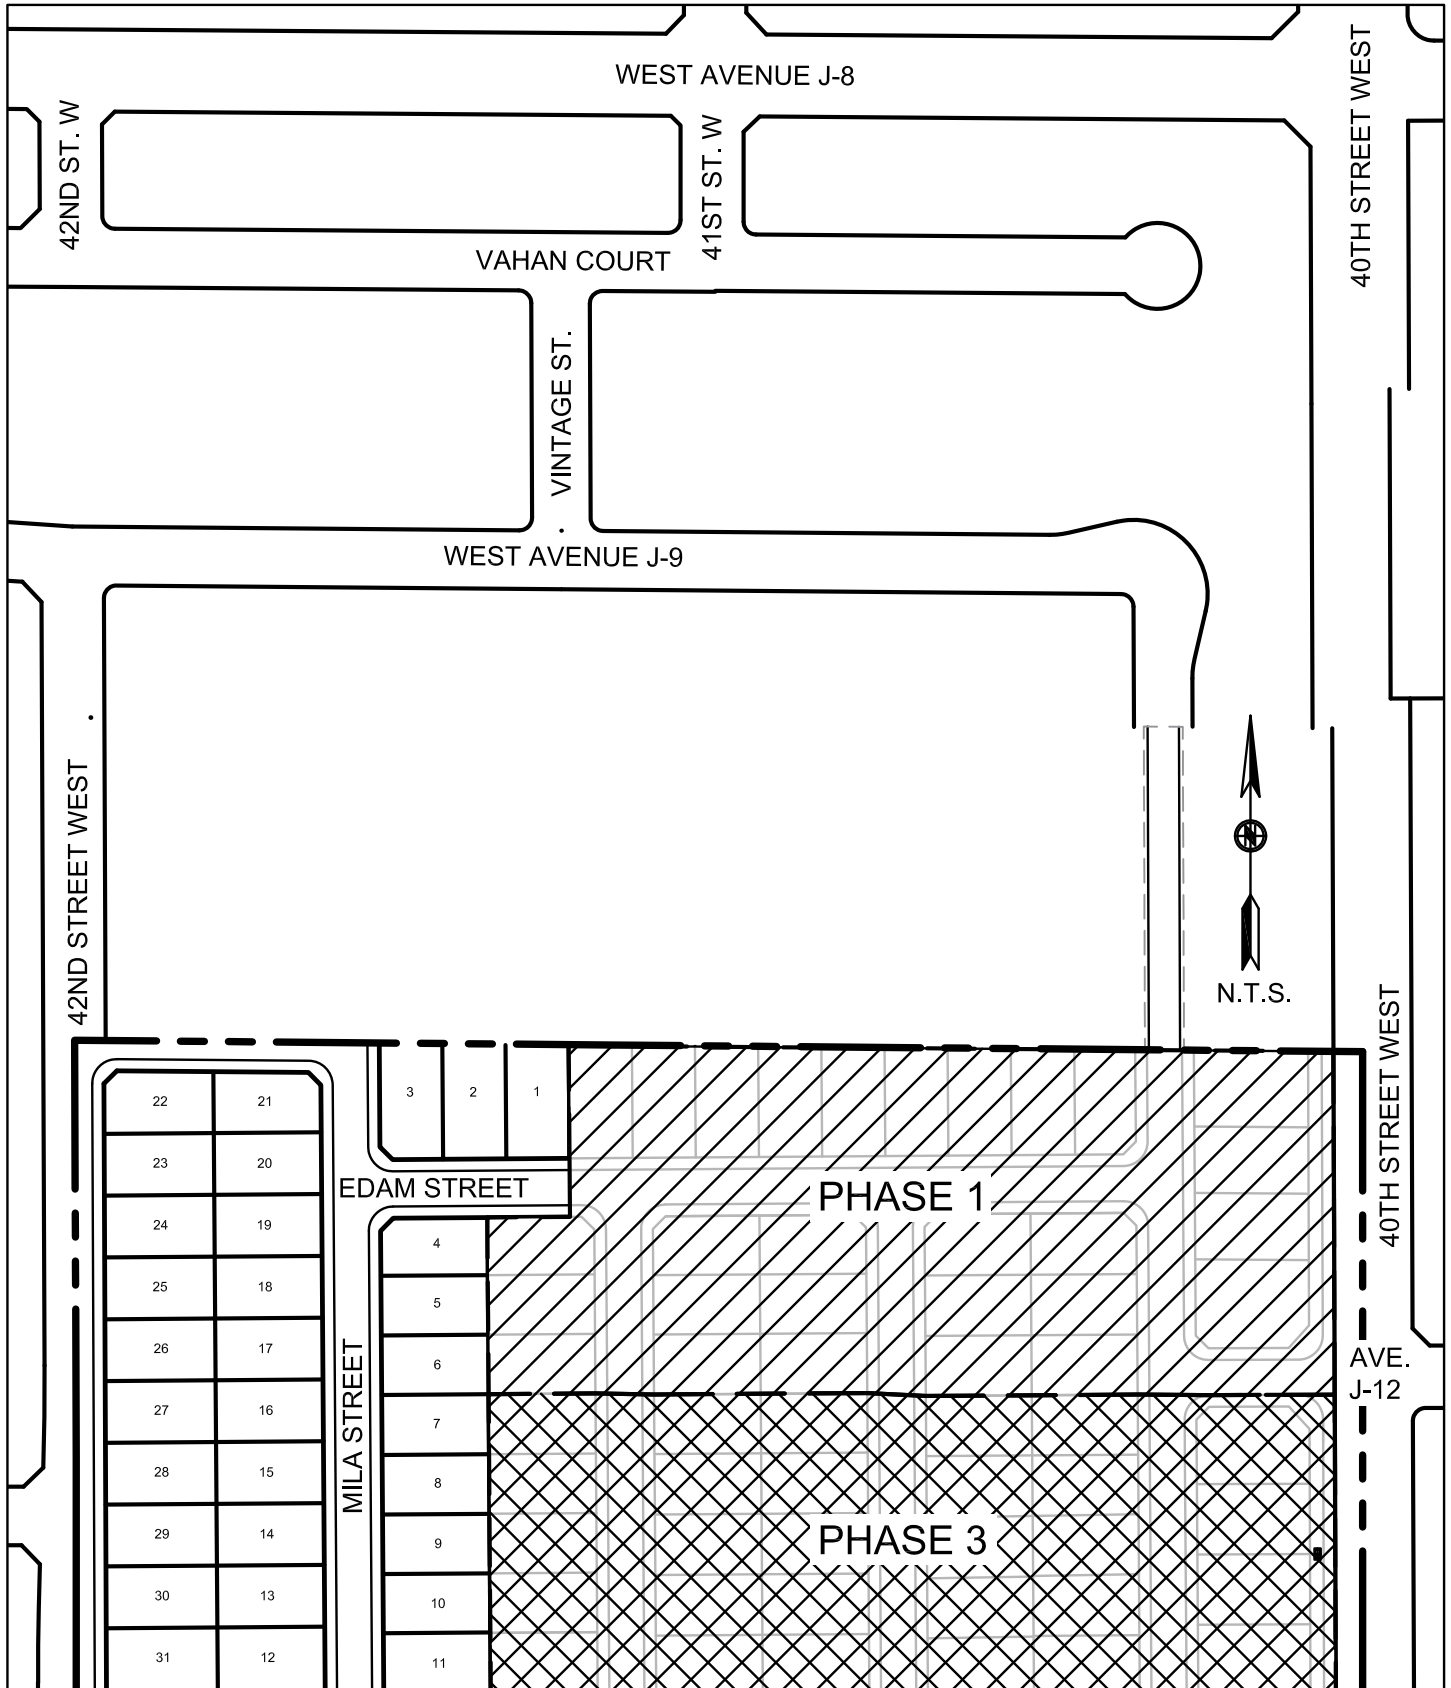 WEST AVENUE J-8
40TH STREET WEST
42ND ST. W
41ST ST. W
VAHAN COURT
VINTAGE ST.
WEST AVENUE J-9
42ND STREET WEST
N
N.T.S.
40TH STREET WEST
3 2 1
22 21
23 20
EDAM STREET
PHASE 1
24 19
4
25 18
5
26 17
6
AVE.
J-12
MILA STREET
27 16
7
28 15
8
29 14
9
PHASE 3
30 13
10
31 12
11